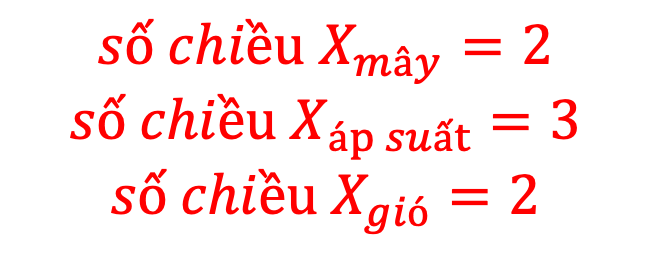 số chiều X_mây = 2
số chiều X_áp suất = 3
số chiều X_gió = 2